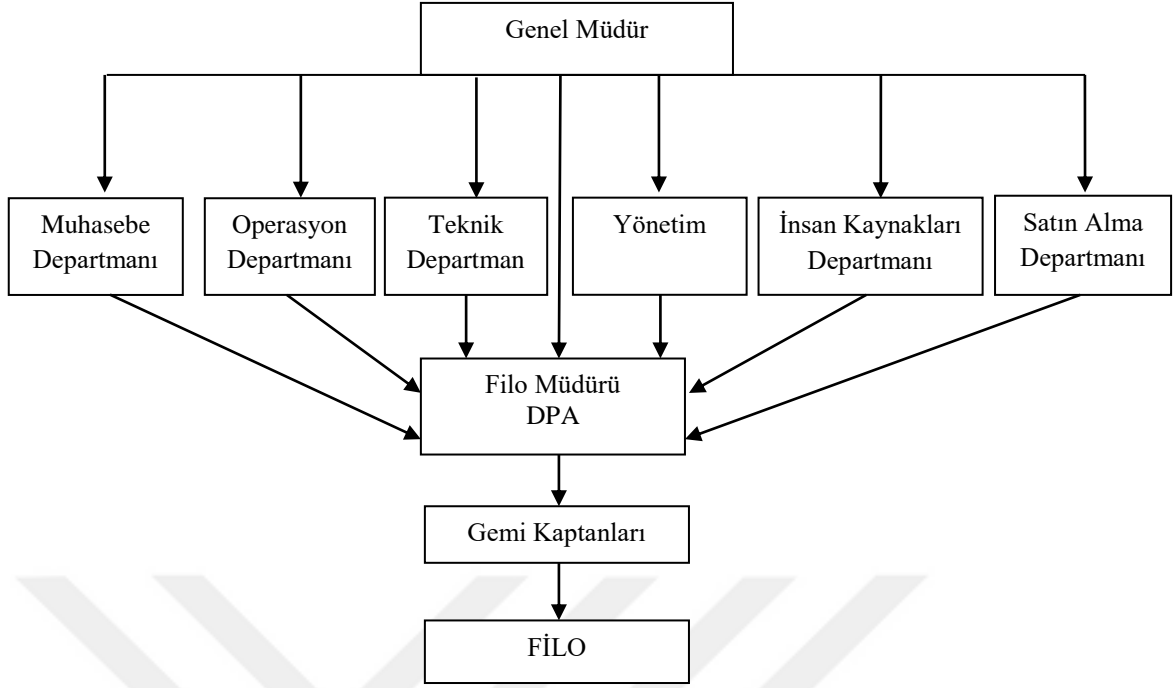 Genel Müdür
Muhasebe
Departmanı
Operasyon
Departmanı
Teknik
Departman
Yönetim
İnsan Kaynakları
Departmanı
Satın Alma
Departmanı
Filo Müdürü
DPA
Gemi Kaptanları
FİLO